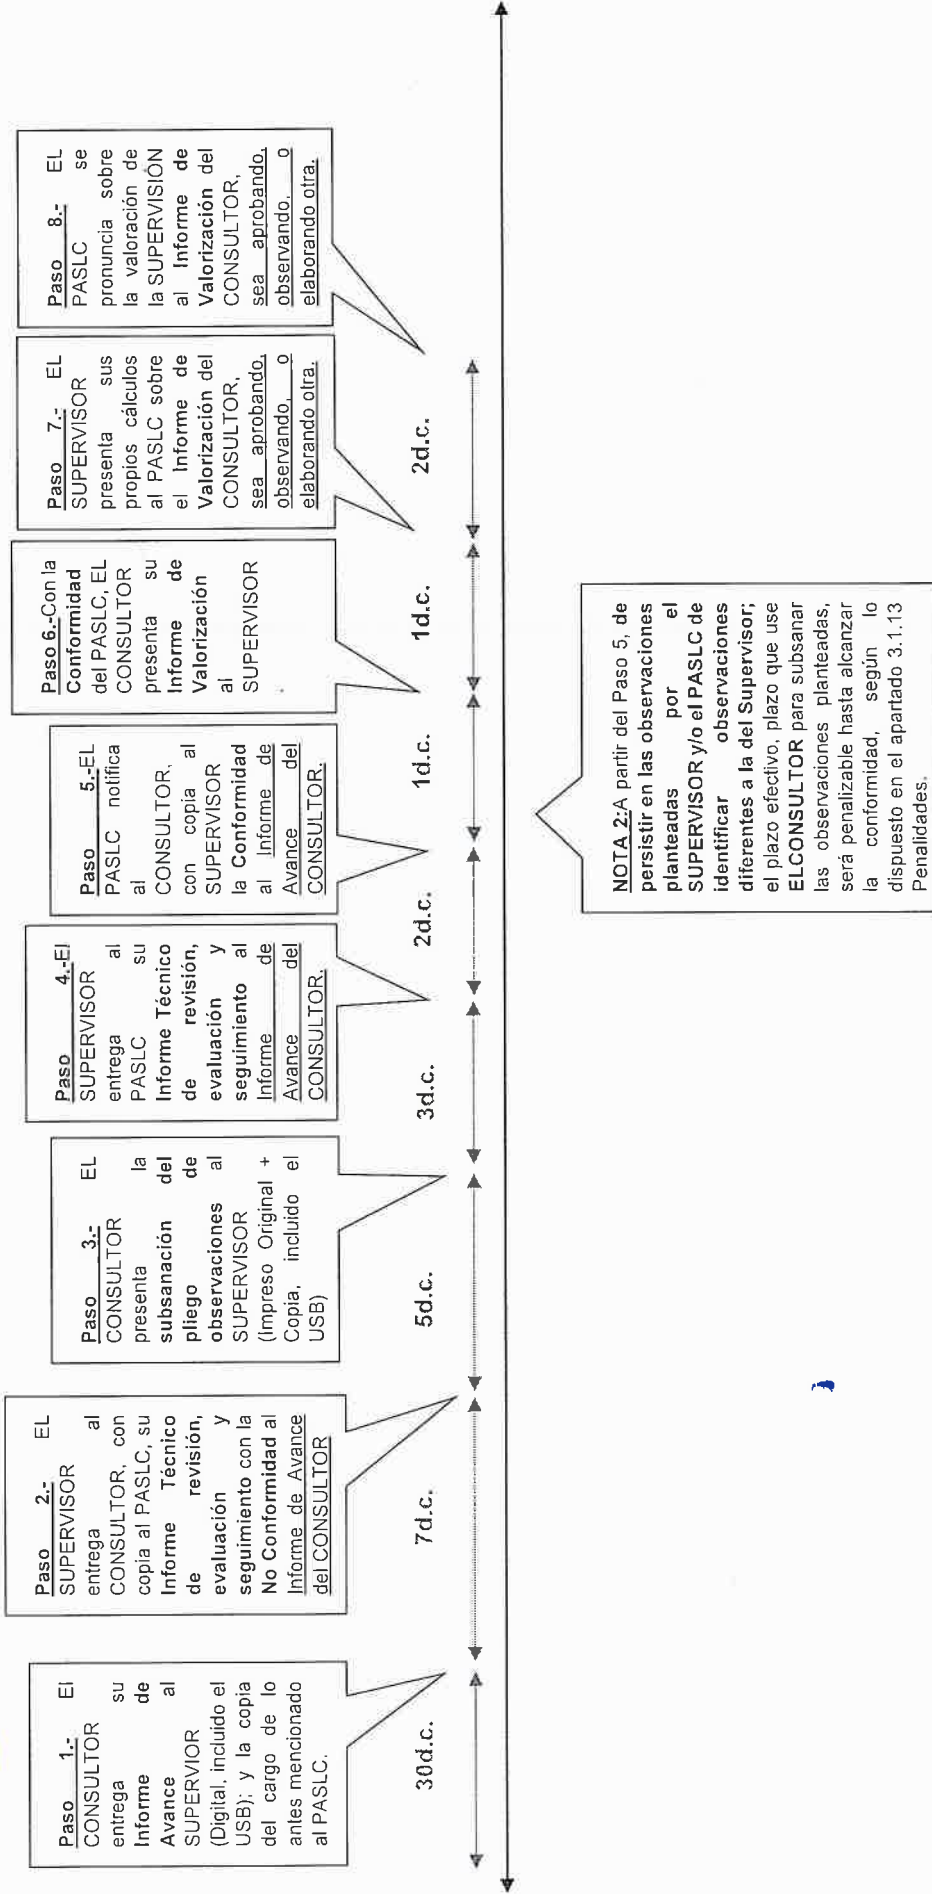 Paso 1.- El
CONSULTOR
entrega su
Informe de
Avance al
SUPERVIOR
(Digital, incluido el
USB); y la copia
del cargo de lo
antes mencionado
al PASLC.
Paso 2.- EL
SUPERVISOR
entrega al
CONSULTOR, con
copia al PASLC, su
Informe Técnico
de revisión,
evaluación y
seguimiento con la
No Conformidad al
Informe de Avance
del CONSULTOR
Paso 3.- EL
CONSULTOR
presenta la
subsanación del
pliego de
observaciones al
SUPERVISOR
(Impreso Original +
Copia, incluido el
USB)
Paso 4.-El
SUPERVISOR
entrega al
PASLC su
Informe Técnico
de revisión,
evaluación y
seguimiento al
Informe de
Avance del
CONSULTOR.
Paso 5.-EL
PASLC notifica
al
CONSULTOR,
con copia al
SUPERVISOR
la Conformidad
al Informe de
Avance del
CONSULTOR.
Paso 6.-Con la
Conformidad
del PASLC, EL
CONSULTOR
presenta su
Informe de
Valorización
al
SUPERVISOR
Paso 7.- EL
SUPERVISOR
presenta sus
propios cálculos
al PASLC sobre
el Informe de
Valorización del
CONSULTOR,
sea aprobando,
observando, o
elaborando otra.
Paso 8.- EL
PASLC se
pronuncia sobre
la valoración de
la SUPERVISIÓN
al Informe de
Valorización del
CONSULTOR,
sea aprobando,
observando, o
elaborando otra.
30d.c.
7d.c.
5d.c.
3d.c.
2d.c.
1d.c.
1d.c.
2d.c.
NOTA 2:A partir del Paso 5, de
persistir en las observaciones
planteadas por el
SUPERVISOR y/o el PASLC de
identificar observaciones
diferentes a la del Supervisor;
el plazo efectivo, plazo que use
ELCONSULTOR para subsanar
las observaciones planteadas,
será penalizable hasta alcanzar
la conformidad, según lo
dispuesto en el apartado 3.1.13
Penalidades.